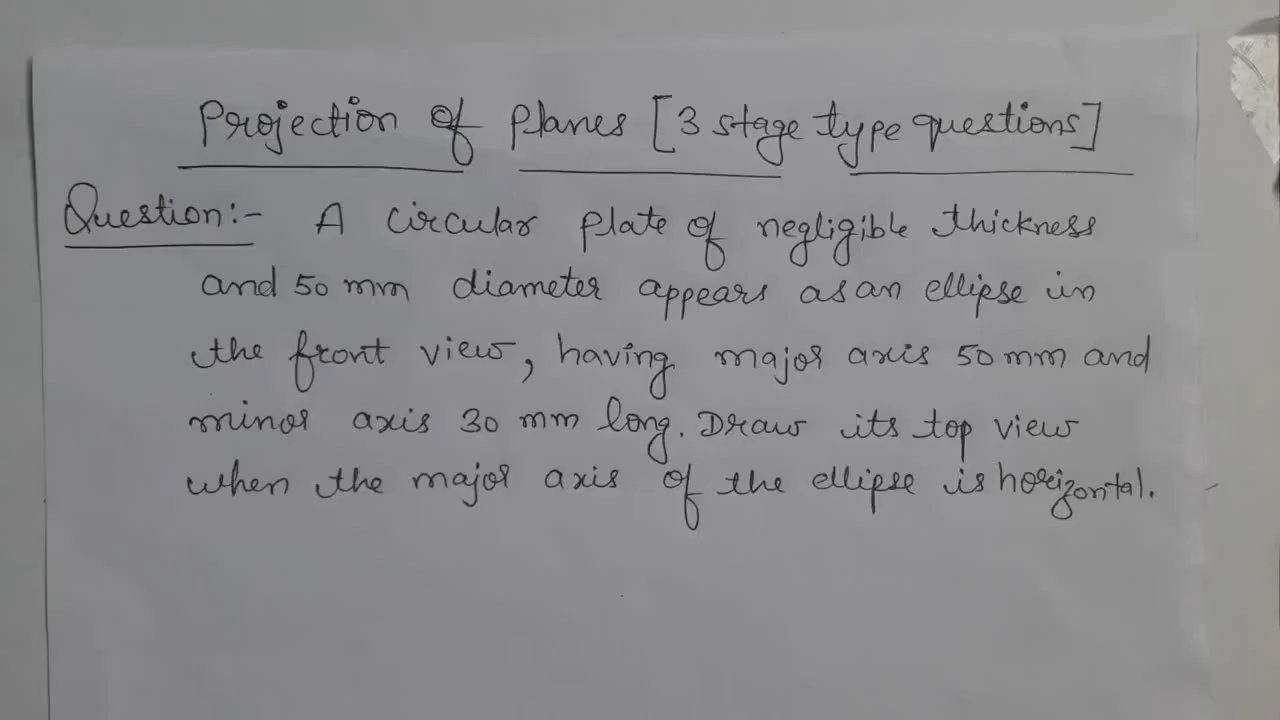 Projection of Planes [3 stage type questions]
Question:- A circular plate of negligible thickness
and 50 mm diameter appears as an ellipse in
the front view, having major axis 50 mm and
minor axis 30 mm long. Draw its top view
when the major axis of the ellipse is horizontal.